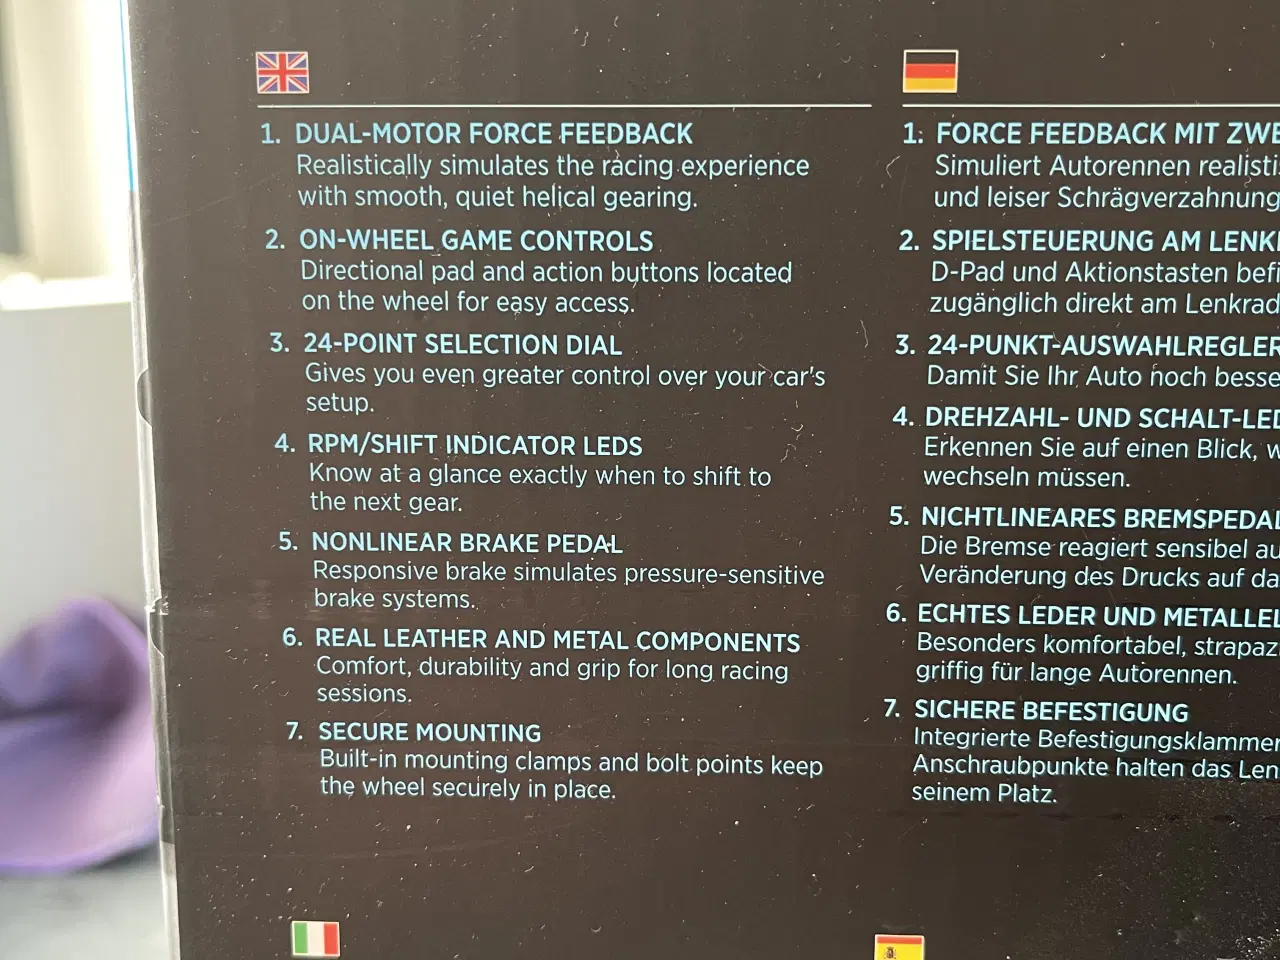 1. DUAL-MOTOR FORCE FEEDBACK
Realistically simulates the racing experience
with smooth, quiet helical gearing.
2. ON-WHEEL GAME CONTROLS
Directional pad and action buttons located
on the wheel for easy access.
3. 24-POINT SELECTION DIAL
Gives you even greater control over your car's
setup.
4. RPM/SHIFT INDICATOR LEDS
Know at a glance exactly when to shift to
the next gear.
5. NONLINEAR BRAKE PEDAL
Responsive brake simulates pressure-sensitive
brake systems.
6. REAL LEATHER AND METAL COMPONENTS
Comfort, durability and grip for long racing
sessions.
7. SECURE MOUNTING
Built-in mounting clamps and bolt points keep
the wheel securely in place.
1. FORCE FEEDBACK MIT
Simuliert Autorennen
und leiser Schrägverzahnung
2. SPIELSTEUERUNG AM
D-Pad und Aktionstasten
zugänglich direkt am Lenkrad
3. 24-PUNKT-AUSWAHLREGLER
Damit Sie Ihr Auto noch
4. DREHZAHL- UND
Erkennen Sie auf einen Blick,
wechseln müssen.
5. NICHTLINEARES
Die Bremse reagiert sensibel
Veränderung des Drucks auf
6. ECHTES LEDER UND
Besonders komfortabel,
griffig für lange Autorennen.
7. SICHERE BEFESTIGUNG
Integrierte
Anschraubpunkte halten das
seinem Platz.